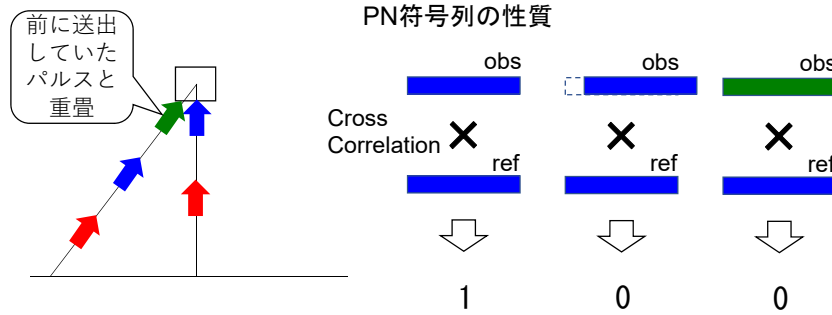 前に送出
していた
パルスと
重畳
PN符号列の性質
obs
obs
obs
Cross
Correlation
ref
ref
ref
1
0
0